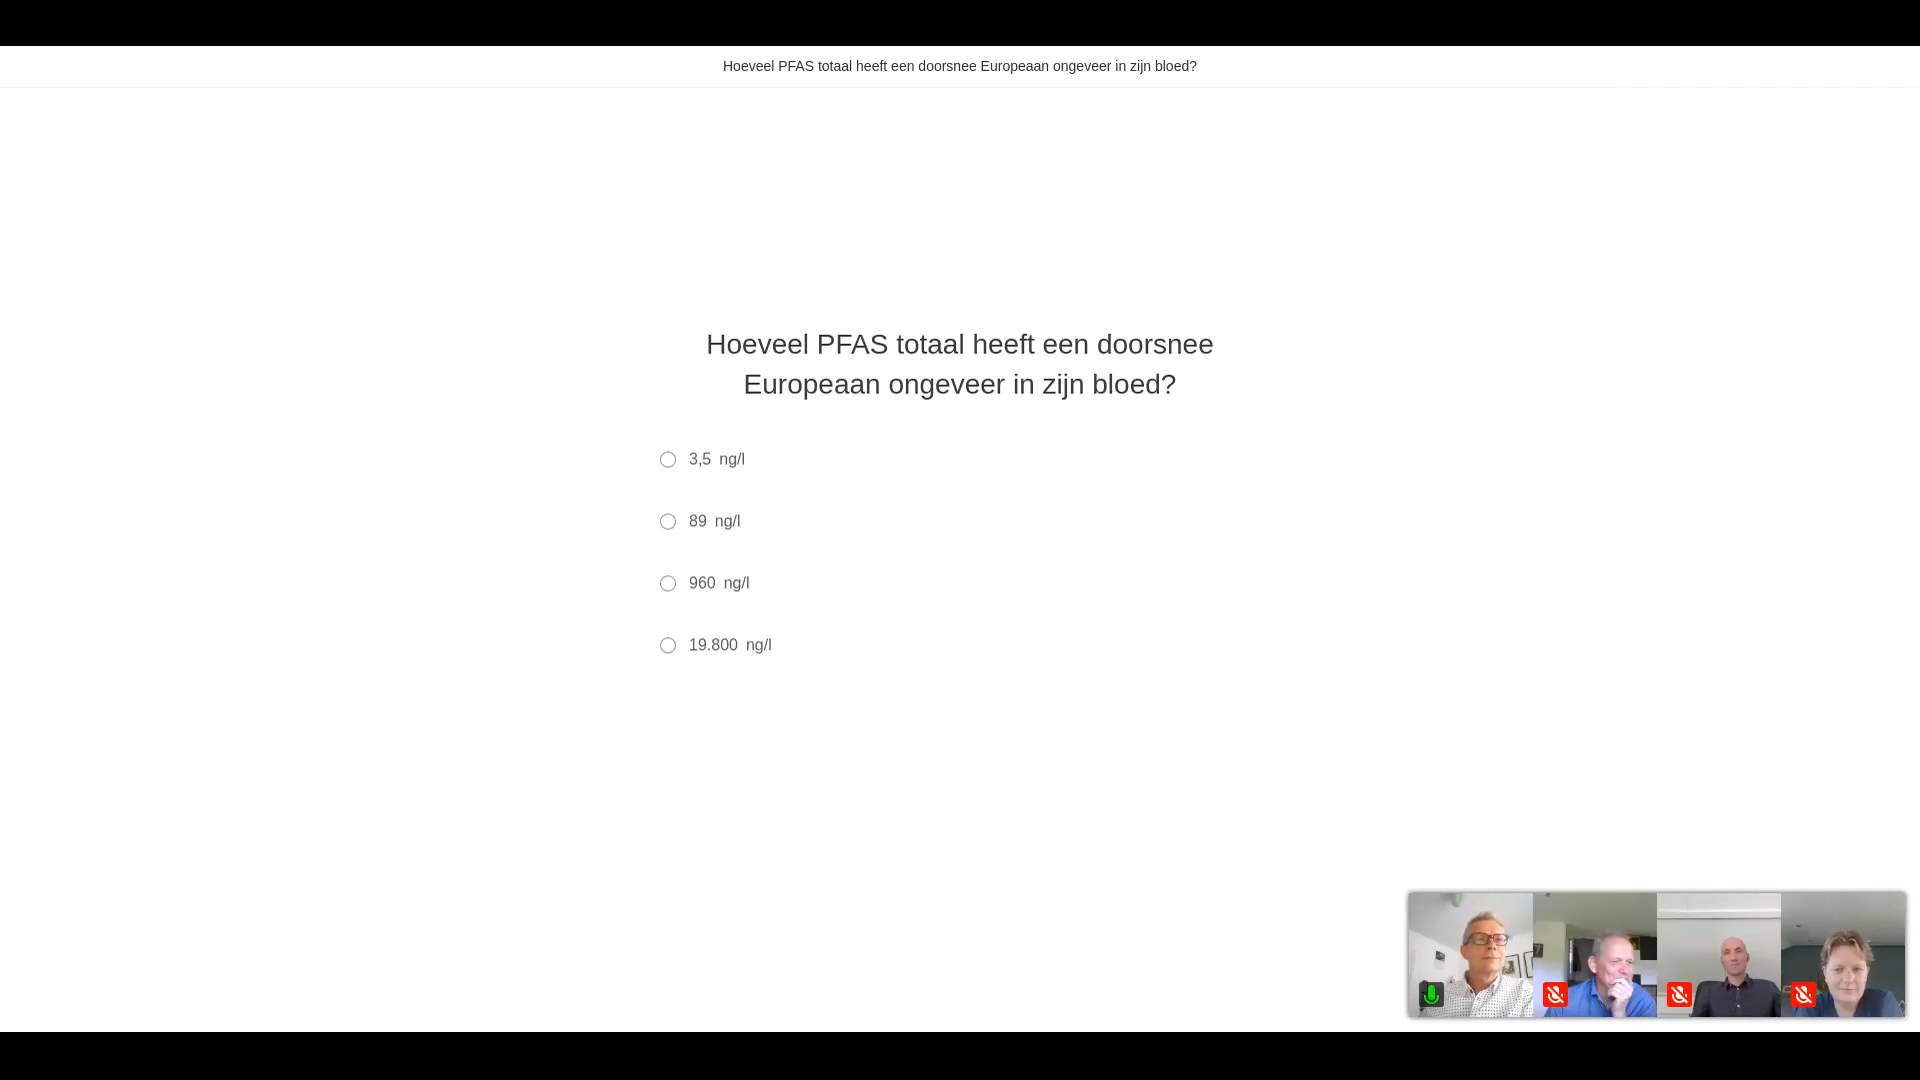 Hoeveel PFAS totaal heeft een doorsnee Europeaan ongeveer in zijn bloed?
Hoeveel PFAS totaal heeft een doorsnee
Europeaan ongeveer in zijn bloed?
3,5 ng/l
89 ng/l
960 ng/l
19.800 ng/l